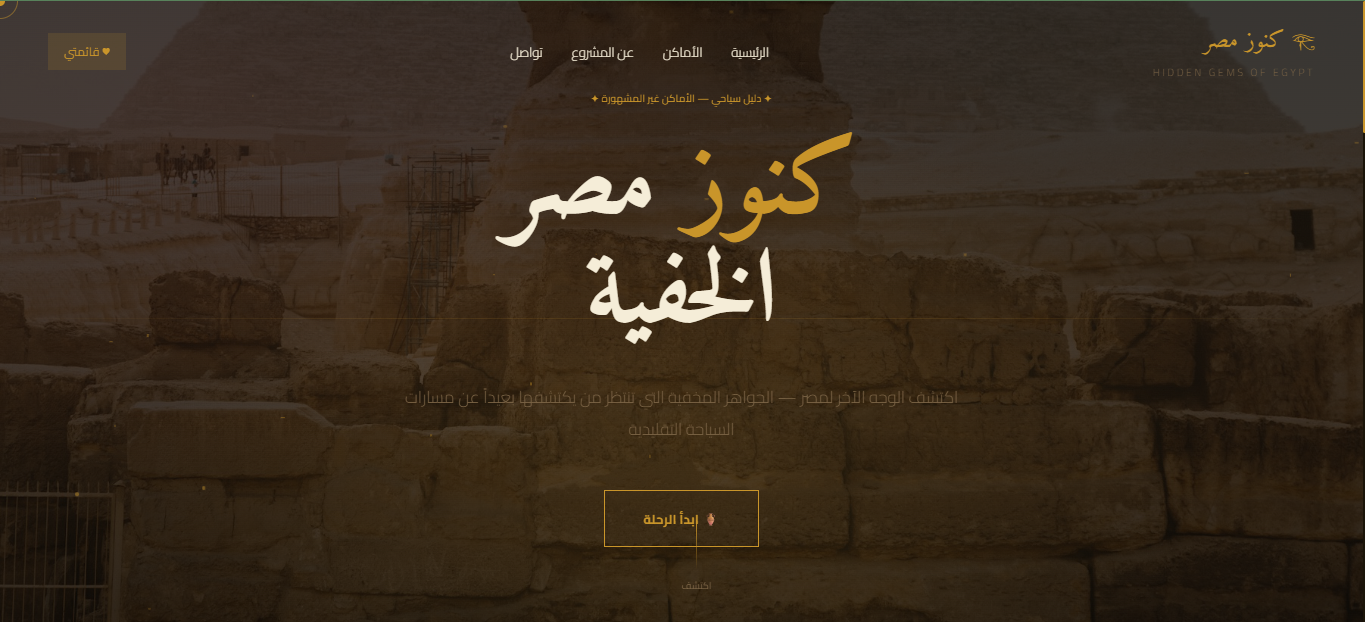 كنوز مصر
HIDDEN GEMS OF EGYPT
الرئيسية
الأماكن
عن المشروع
تواصل
♥ قائمتي
✦ دليل سياحي — الأماكن غير المشهورة ✦
كنوز مصر
الخفية
اكتشف الوجه الآخر لمصر — الجواهر المخفية التي تنتظر من يكتشفها بعيداً عن مسارات
السياحة التقليدية
🏺 ابدأ الرحلة
اكتشف